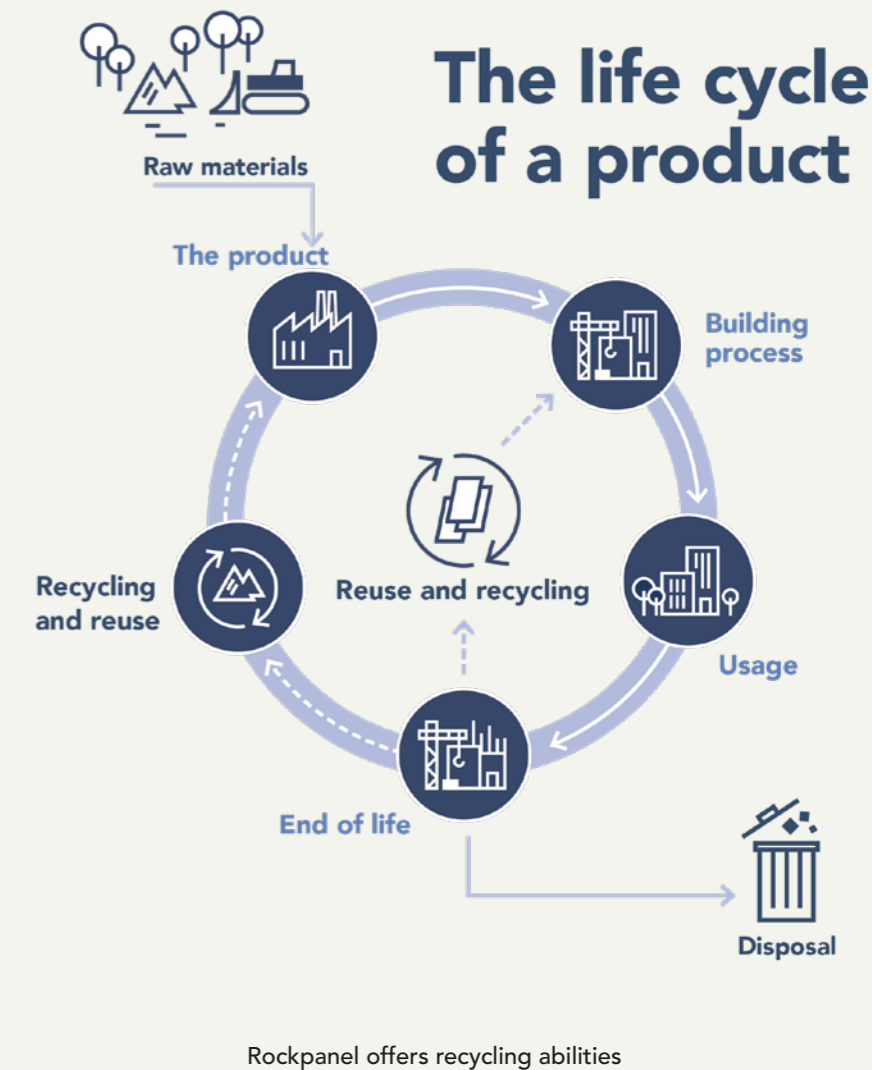 The life cycle
of a product
Raw materials
The product
Building
process
Recycling
and reuse
Reuse and recycling
Usage
End of life
Disposal
Rockpanel offers recycling abilities